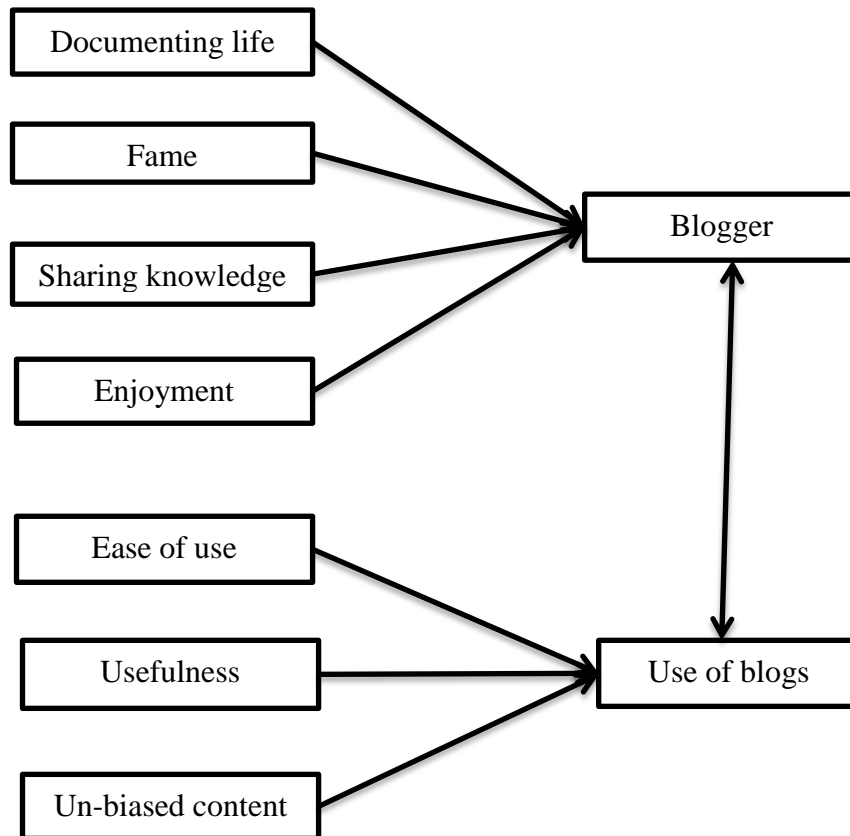 Documenting life
Fame
Blogger
Sharing knowledge
Enjoyment
Ease of use
Usefulness
Use of blogs
Un-biased content